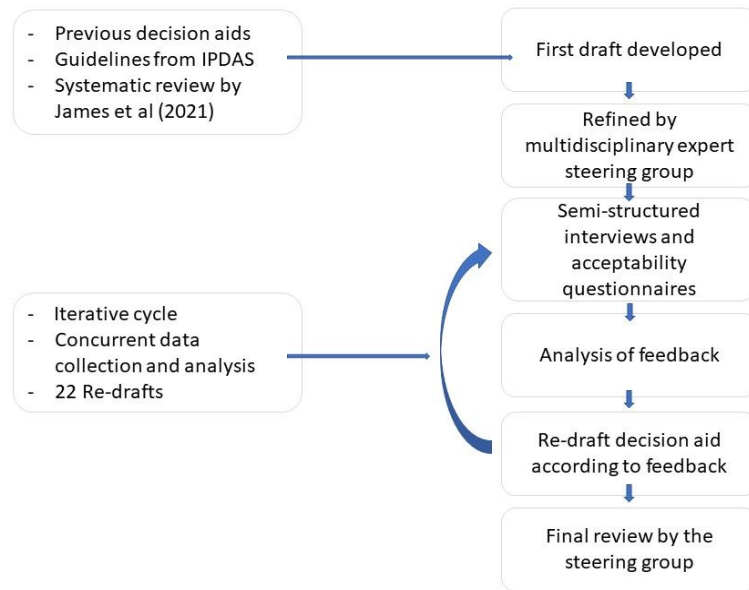 - Previous decision aids
- Guidelines from IPDAS
- Systematic review by
James et al (2021)
First draft developed
Refined by
multidisciplinary expert
steering group
Semi-structured
interviews and
acceptability
questionnaires
- Iterative cycle
- Concurrent data
collection and analysis
- 22 Re-drafts
Analysis of feedback
Re-draft decision aid
according to feedback
Final review by the
steering group